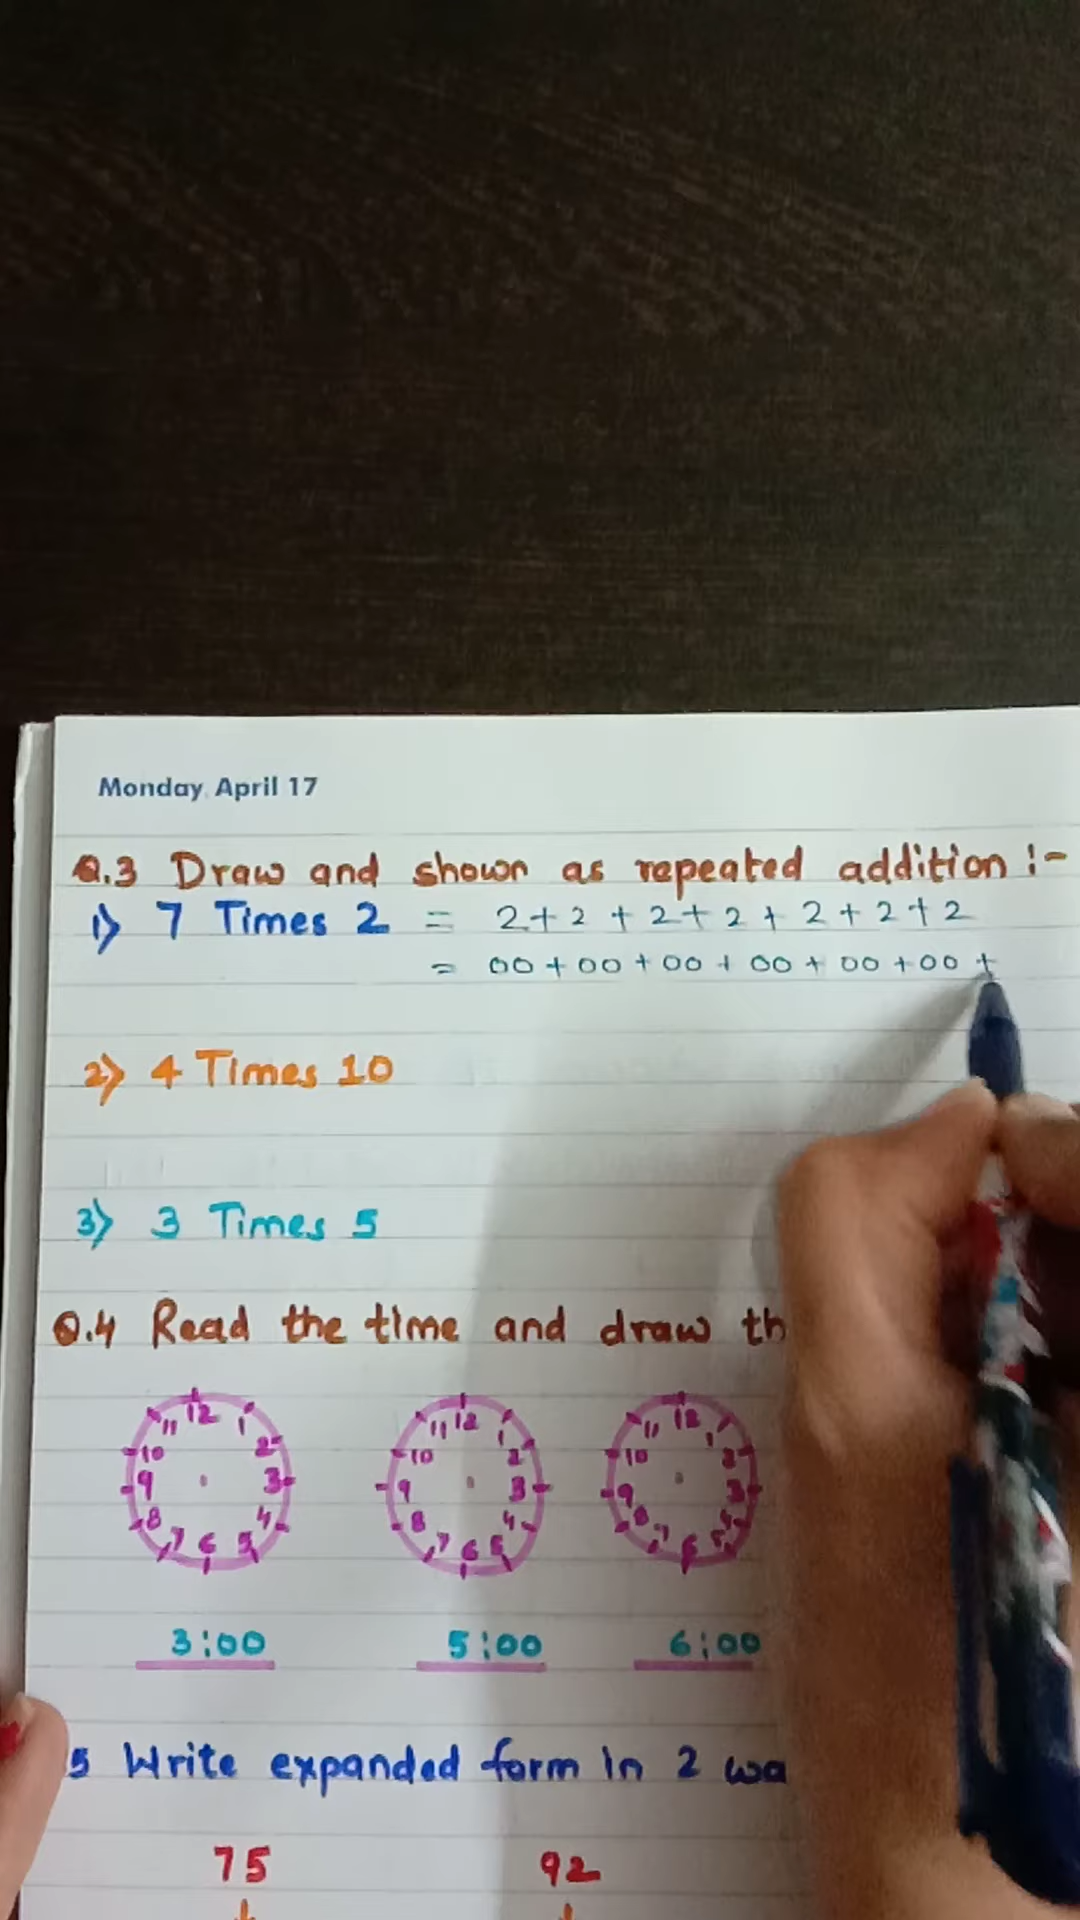 Monday, April 17
Q.3 Draw and shown as repeated addition :-
1) 7 Times 2 = 2+2+2+2+2+2+2
= 00+00+00+00+00+00+
2) 4 Times 10
3) 3 Times 5
Q.4 Read the time and draw th
12 1 2 3 4 5 6 7 8 9 10 11
12 1 2 3 4 5 6 7 8 9 10 11
12 1 2 3 4 5 6 7 8 9 10 11
3:00 5:00 6:00
5 Write expanded form in 2 wa
75 92